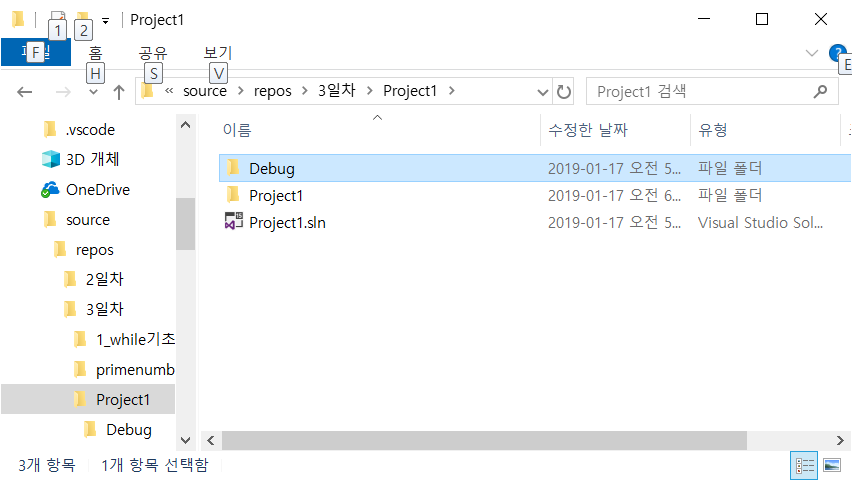 Project1
1 2
파일 홈 공유 보기
F H S V E
« source > repos > 3일차 > Project1 >
Project1 검색
이름 수정한 날짜 유형
Debug 2019-01-17 오전 5... 파일 폴더
Project1 2019-01-17 오전 6... 파일 폴더
Project1.sln 2019-01-17 오전 5... Visual Studio Sol...
.vscode
3D 개체
OneDrive
source
repos
2일차
3일차
1_while기초
primenumb
Project1
Debug
3개 항목 1개 항목 선택함